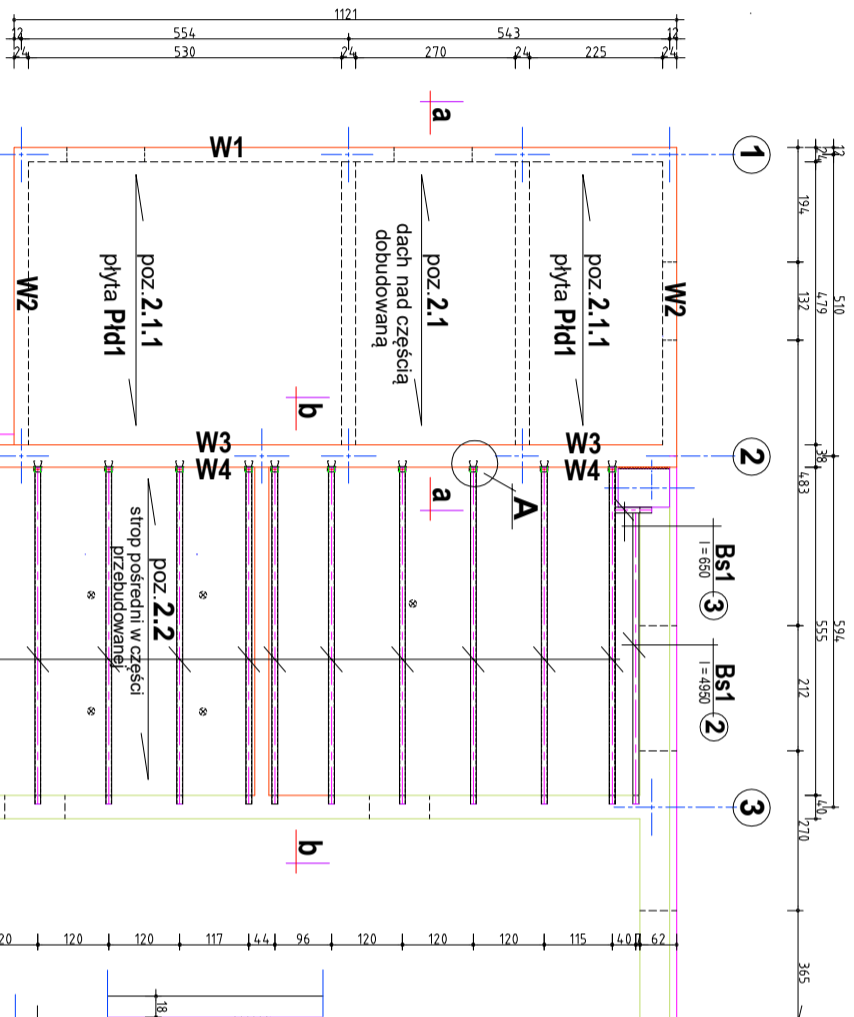 1121
12
554
543
12
24
530
24
270
24
225
24
a
W1
1
12
24
194
510
479
132
poz.2.1.1
płyta Płd1
poz.2.1
dach nad częścią
dobudowaną
poz.2.1.1
płyta Płd1
W2
W2
b
W3
W4
W3
W4
2
38
483
a
A
poz.2.2
strop pośredni w części
przebudowanej
Bs1
l = 650
3
Bs1
l = 4950
2
594
555
212
3
40
270
b
20
120
120
117
44
96
120
120
120
115
40
62
365
18